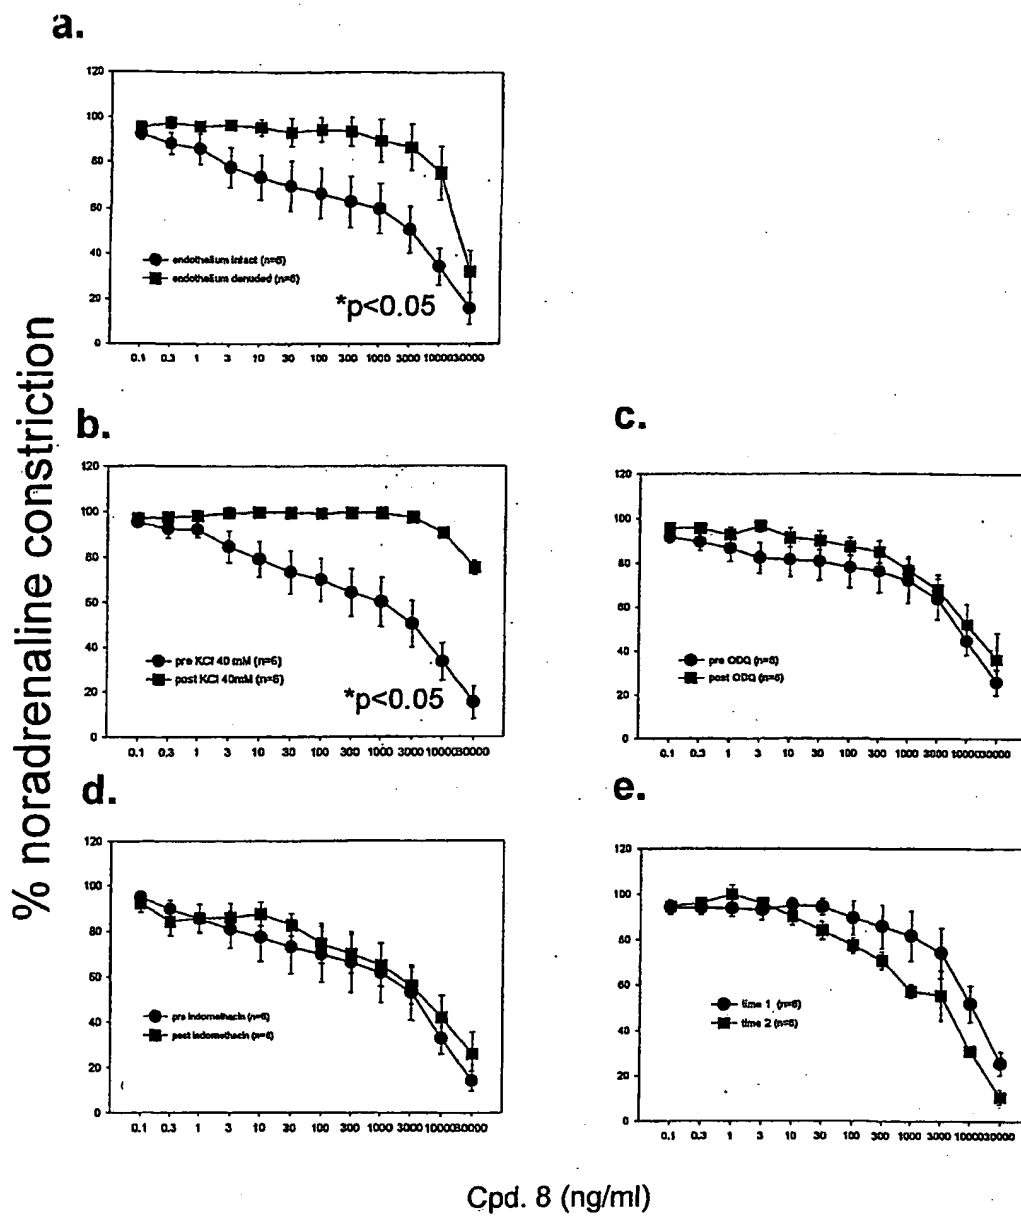 a.
120
100
80
60
40
20
0
endothelium intact (n=6)
endothelium denuded (n=6)
*p<0.05
0.1 0.3 1 3 10 30 100 300 1000 3000 10000 30000
% noradrenaline constriction
b.
120
100
80
60
40
20
0
pre KCl 40 mM (n=6)
post KCl 40mM (n=6)
*p<0.05
0.1 0.3 1 3 10 30 100 300 1000 3000 10000 30000
c.
120
100
80
60
40
20
0
pre ODQ (n=6)
post ODQ (n=6)
0.1 0.3 1 3 10 30 100 300 1000 3000 10000 30000
d.
120
100
80
60
40
20
0
pre indomethacin (n=6)
post indomethacin (n=6)
0.1 0.3 1 3 10 30 100 300 1000 3000 10000 30000
e.
120
100
80
60
40
20
0
time 1 (n=6)
time 2 (n=6)
0.1 0.3 1 3 10 30 100 300 1000 3000 10000 30000
Cpd. 8 (ng/ml)